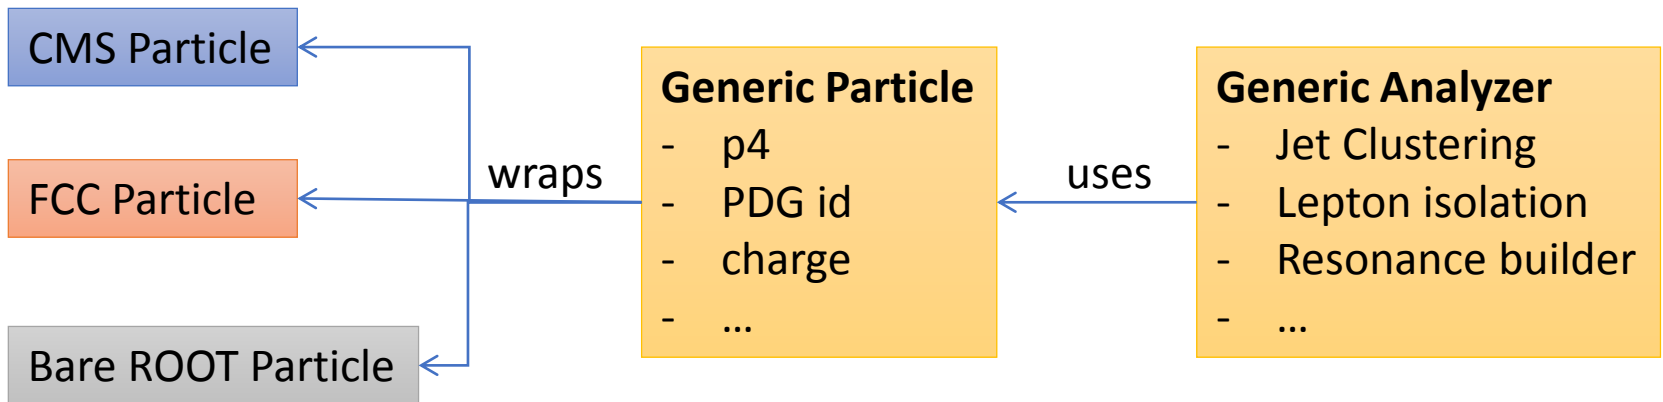 CMS Particle
FCC Particle
Bare ROOT Particle
wraps
Generic Particle
- p4
- PDG id
- charge
- ...
uses
Generic Analyzer
- Jet Clustering
- Lepton isolation
- Resonance builder
- ...